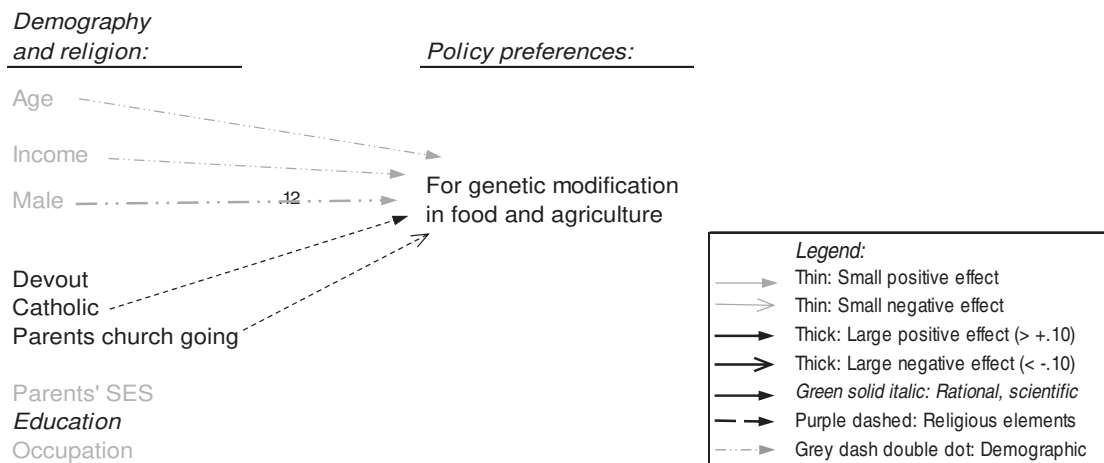 Demography
and religion:
Policy preferences:
Age
Income
Male
.12
For genetic modification
in food and agriculture
Devout
Catholic
Parents church going
Parents' SES
Education
Occupation
Legend:
Thin: Small positive effect
Thin: Small negative effect
Thick: Large positive effect (> +.10)
Thick: Large negative effect (< -.10)
Green solid italic: Rational, scientific
Purple dashed: Religious elements
Grey dash double dot: Demographic